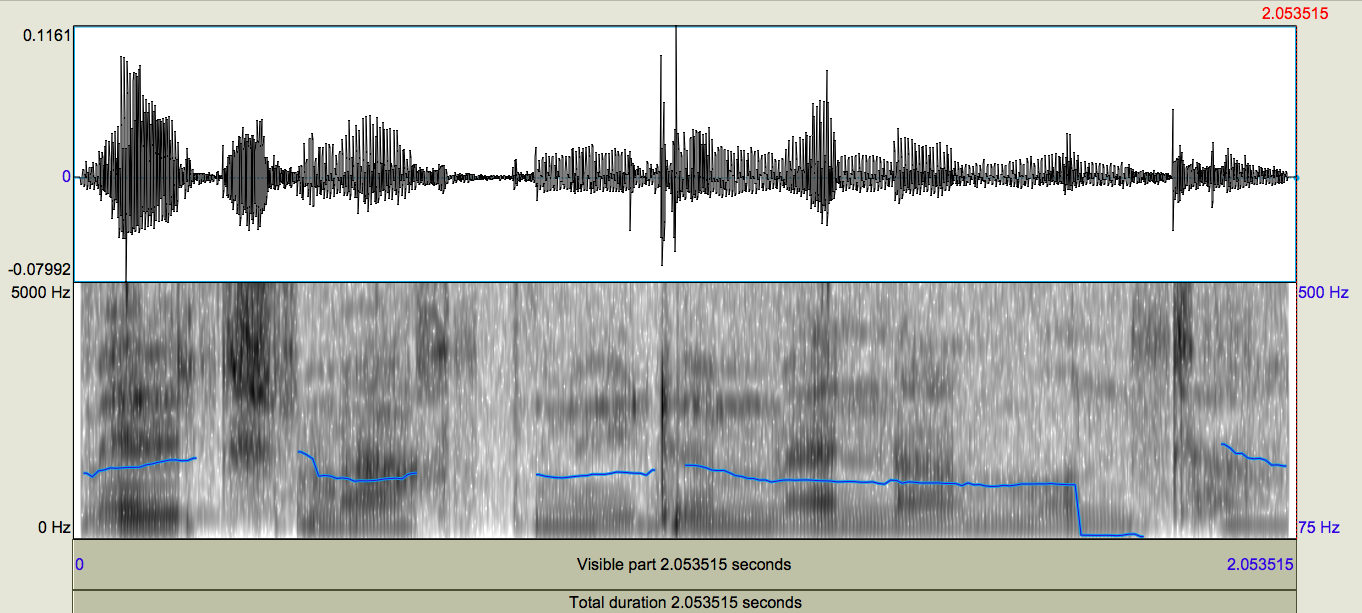 2.053515
0.1161
0
-0.07992
5000 Hz
500 Hz
0 Hz
75 Hz
0
Visible part 2.053515 seconds
2.053515
Total duration 2.053515 seconds